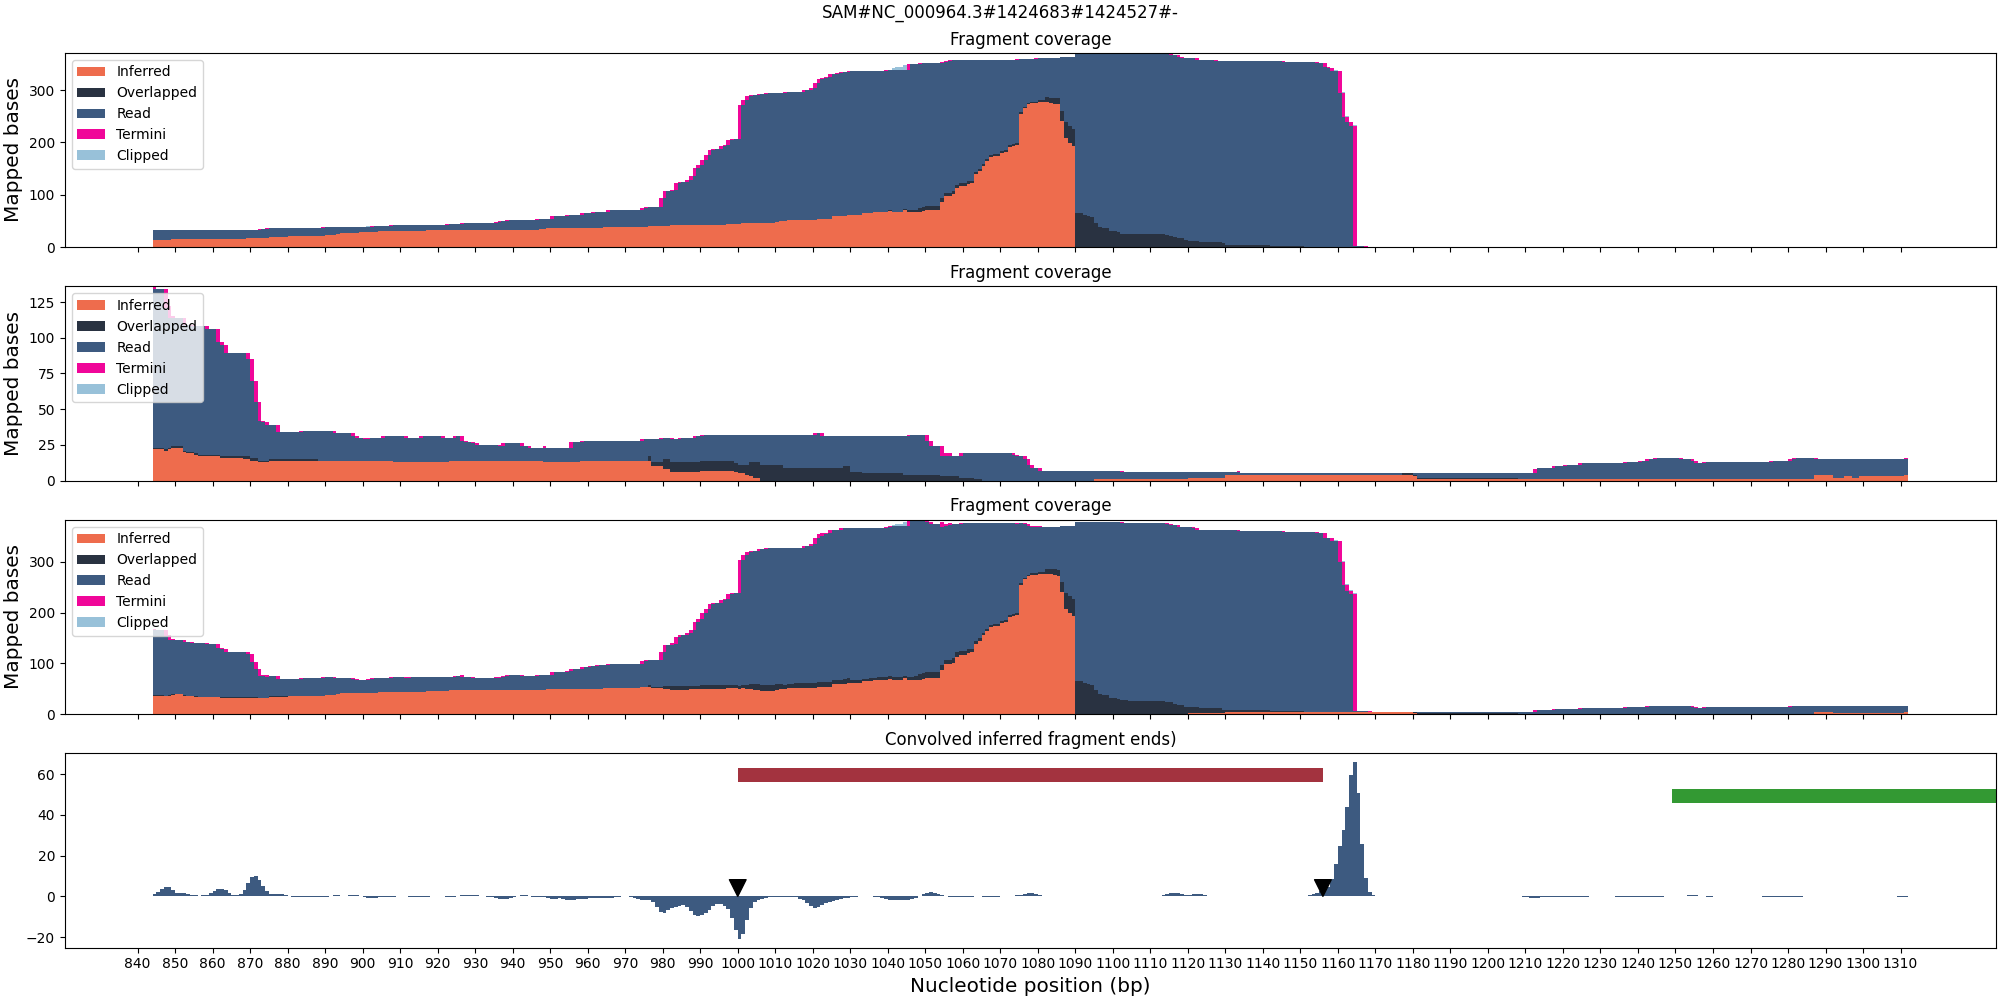 SAM#NC_000964.3#1424683#1424527#-
Fragment coverage
Mapped bases
300
200
100
0
Inferred
Overlapped
Read
Termini
Clipped
Fragment coverage
Mapped bases
125
100
75
50
25
0
Inferred
Overlapped
Read
Termini
Clipped
Fragment coverage
Mapped bases
300
200
100
0
Inferred
Overlapped
Read
Termini
Clipped
Convolved inferred fragment ends)
60
40
20
0
−20
840 850 860 870 880 890 900 910 920 930 940 950 960 970 980 990 1000 1010 1020 1030 1040 1050 1060 1070 1080 1090 1100 1110 1120 1130 1140 1150 1160 1170 1180 1190 1200 1210 1220 1230 1240 1250 1260 1270 1280 1290 1300 1310
Nucleotide position (bp)